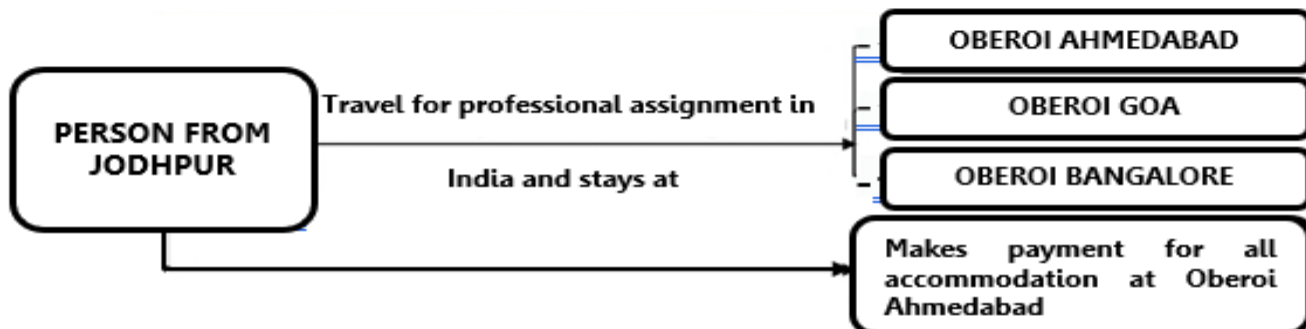 PERSON FROM
JODHPUR
Travel for professional assignment in
India and stays at
OBEROI AHMEDABAD
OBEROI GOA
OBEROI BANGALORE
Makes payment for all
accommodation at Oberoi
Ahmedabad